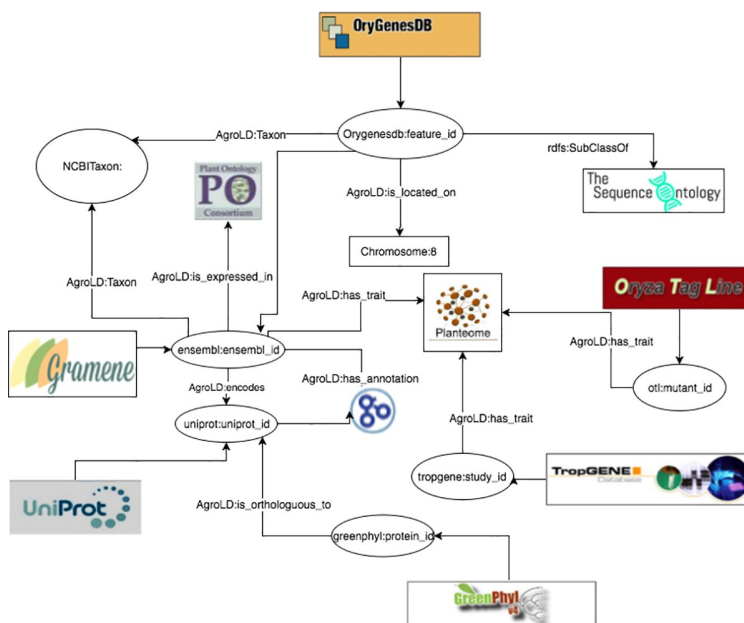 OryGenesDB
AgroLD:Taxon
Orygenesdb:feature_id
rdfs:SubClassOf
NCBITaxon:
Plant Ontology
PO
Consortium
AgroLD:is_located_on
The
Sequence Ontology
Chromosome:8
AgroLD:Taxon
AgroLD:is_expressed_in
AgroLD:has_trait
Planteome
Oryza Tag Line
AgroLD:has_trait
Gramene
ensembl:ensembl_id
AgroLD:encodes
AgroLD:has_annotation
otl:mutant_id
uniprot:uniprot_id
AgroLD:has_trait
UniProt
tropgene:study_id
TropGENE
Database
AgroLD:is_orthologuous_to
greenphyl:protein_id
GreenPhyl
v4